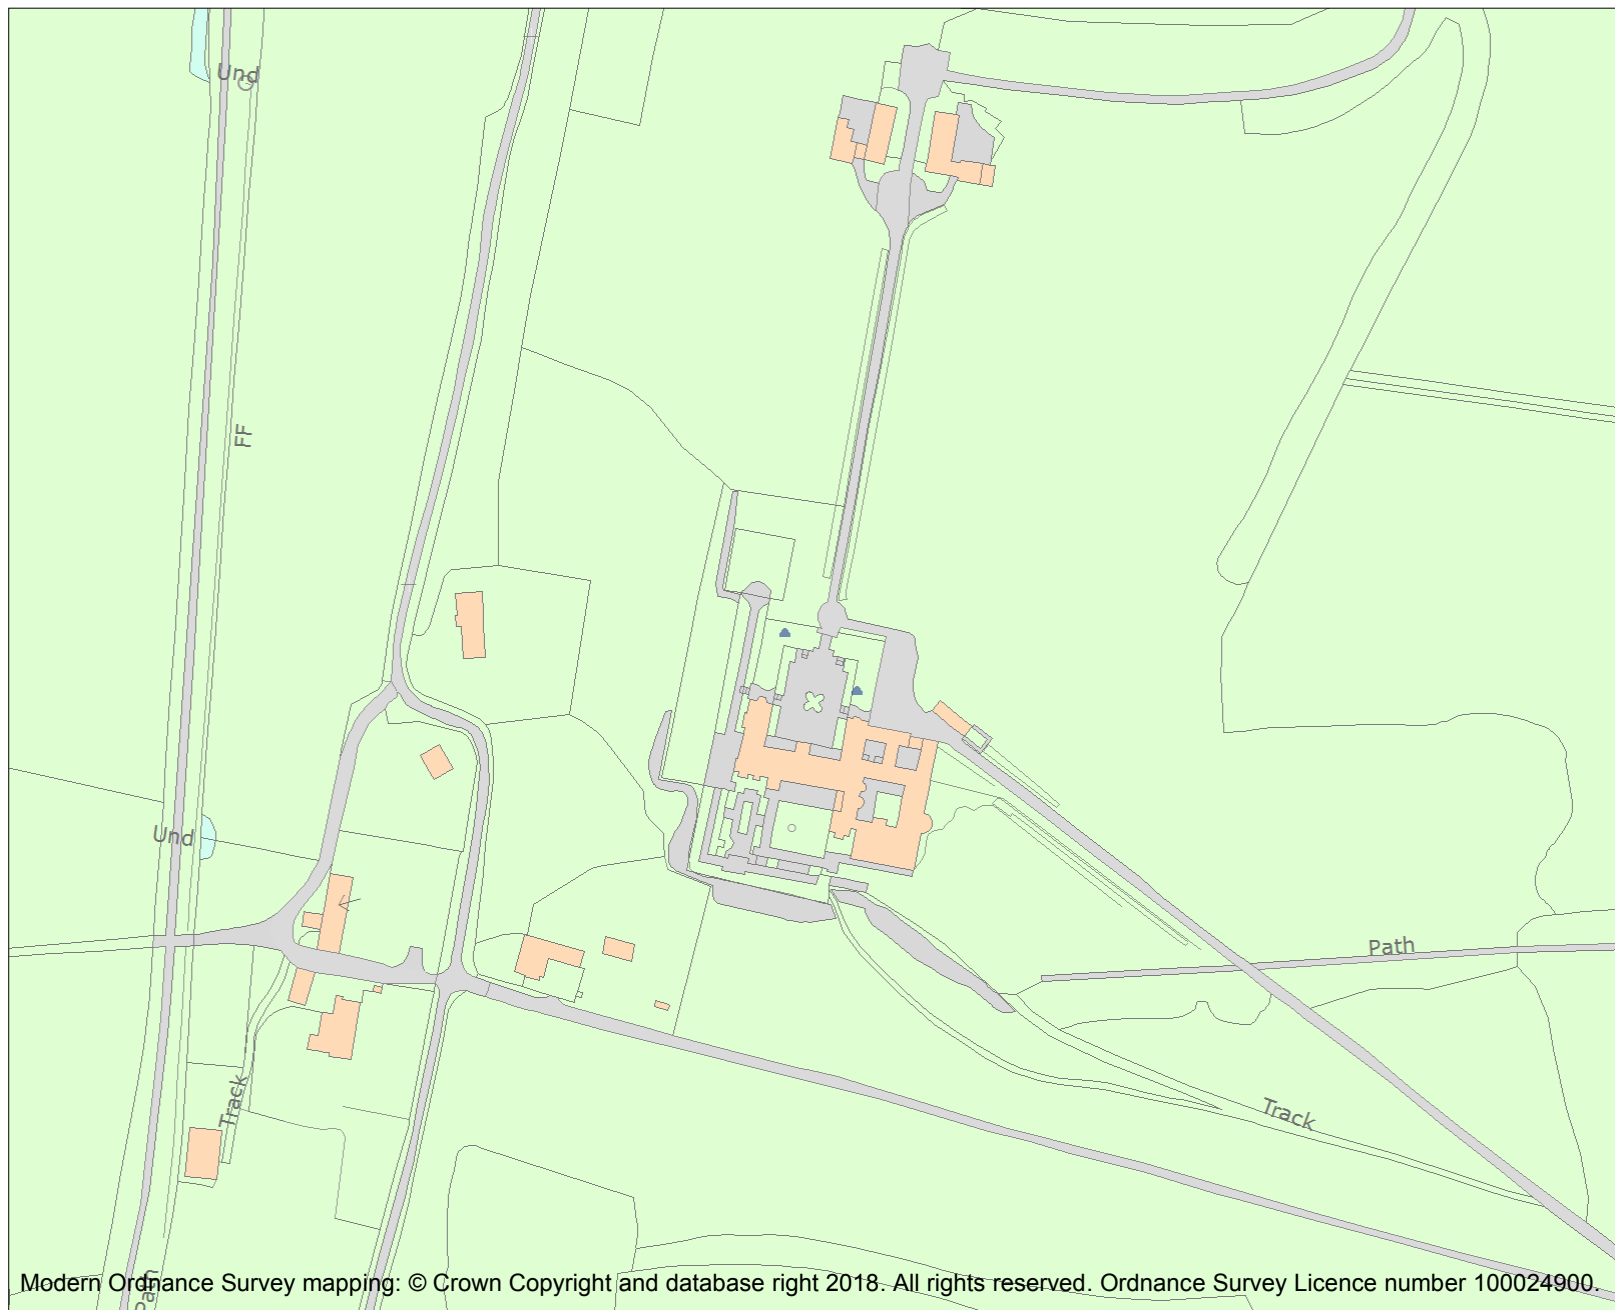 Und
FF
Und
Path
Track
Track
Path
Modern Ordnance Survey mapping: © Crown Copyright and database right 2018. All rights reserved. Ordnance Survey Licence number 100024900.